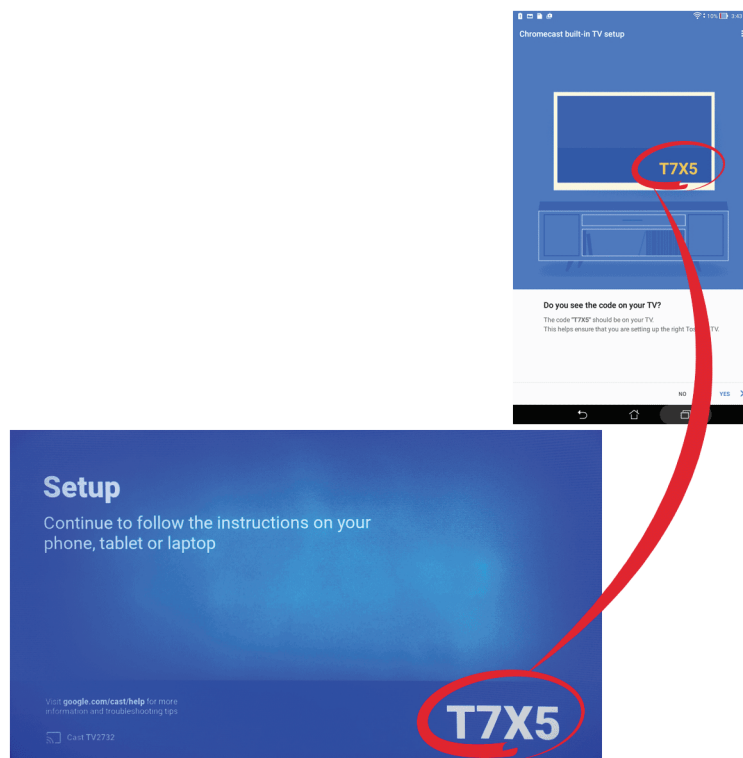 10% 3:43
Chromecast built-in TV setup
T7X5
Do you see the code on your TV?
The code "T7X5" should be on your TV.
This helps ensure that you are setting up the right TV.
NO YES
Setup
Continue to follow the instructions on your
phone, tablet or laptop
Visit google.com/cast/help for more
information and troubleshooting tips
Cast TV2732
T7X5